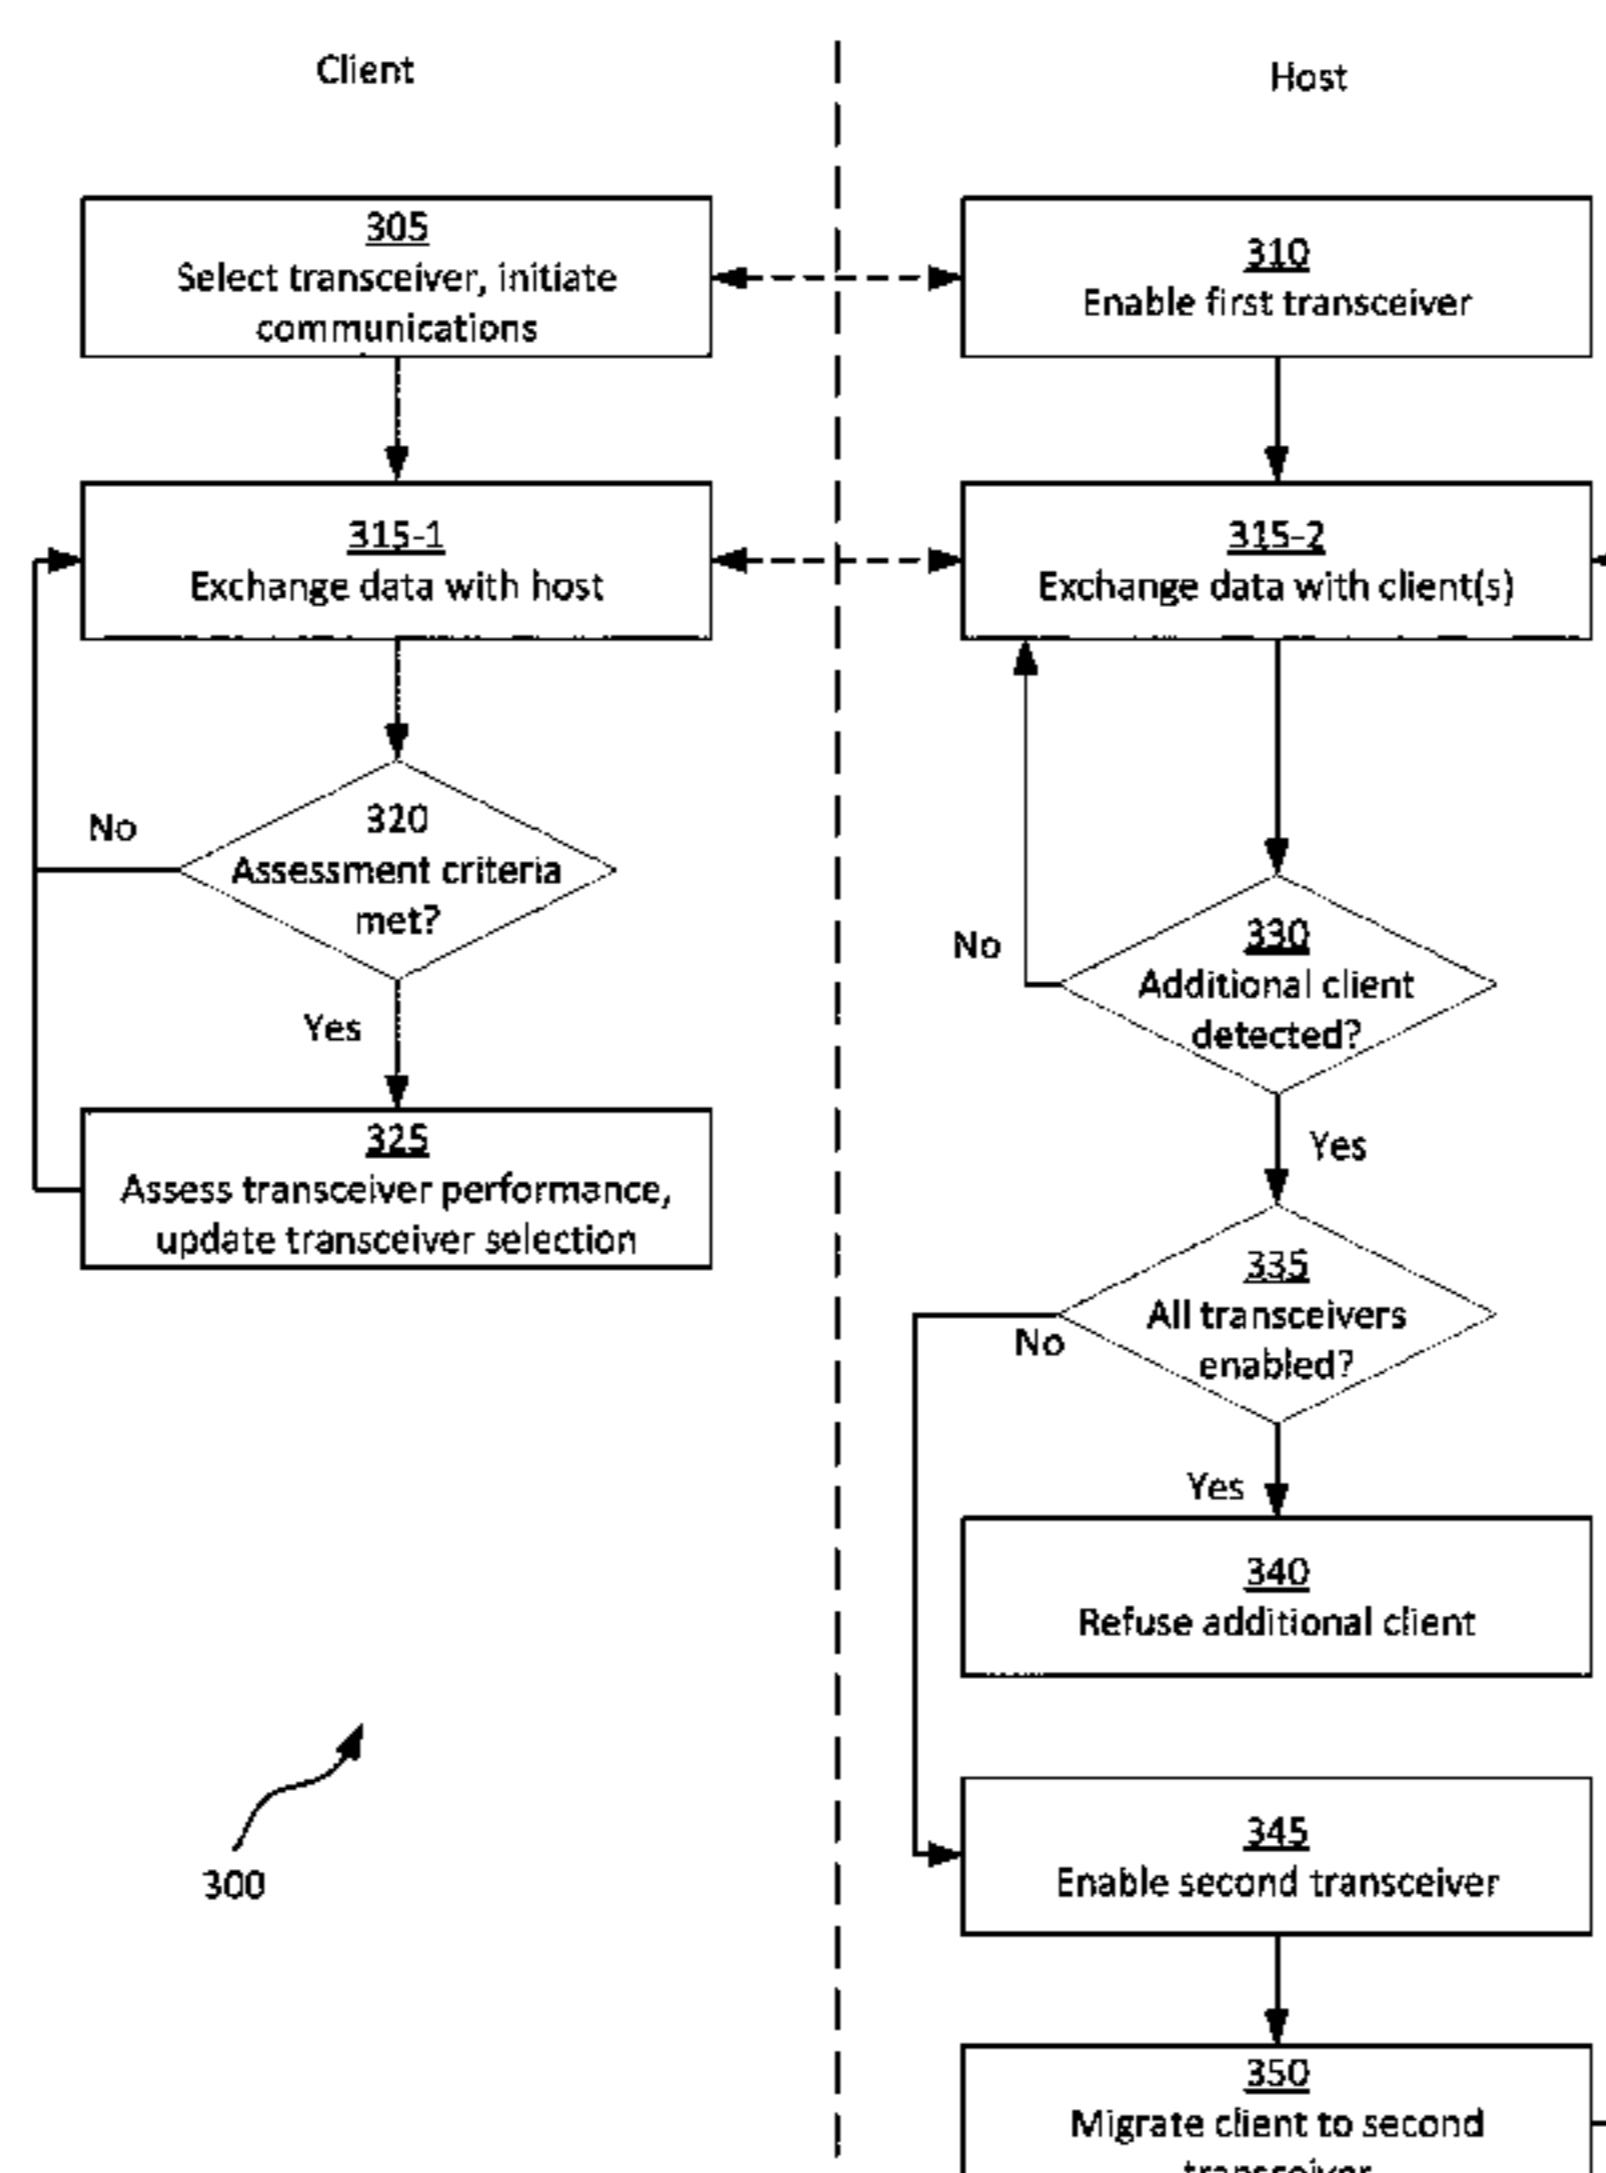 Client
Host
305
Select transceiver, initiate
communications
310
Enable first transceiver
315-1
Exchange data with host
315-2
Exchange data with client(s)
No
320
Assessment criteria
met?
Yes
325
Assess transceiver performance,
update transceiver selection
No
330
Additional client
detected?
Yes
No
335
All transceivers
enabled?
Yes
340
Refuse additional client
345
Enable second transceiver
350
Migrate client to second
300